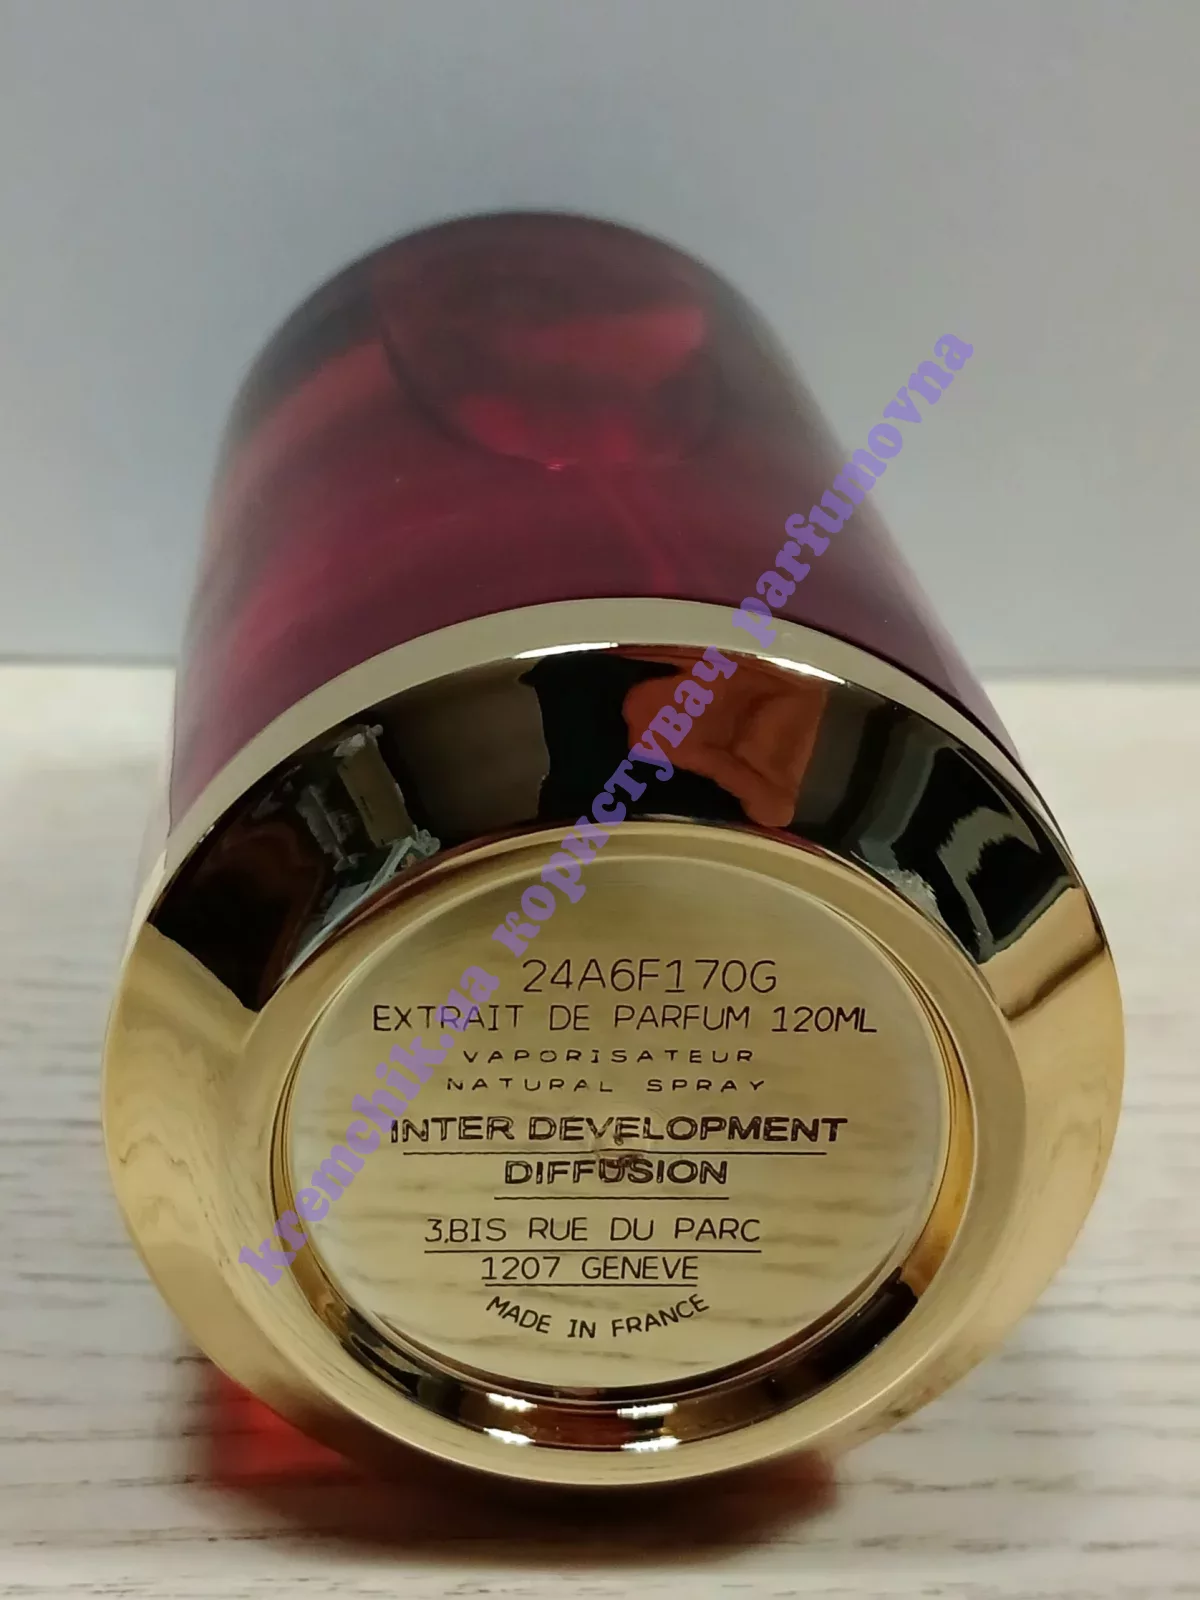 24A6F170G
EXTRAIT DE PARFUM 120ML
VAPORISATEUR
NATURAL SPRAY
INTER DEVELOPMENT
DIFFUSION
3,BIS RUE DU PARC
1207 GENEVE
MADE IN FRANCE
kremchik.ua користувач parfumovna